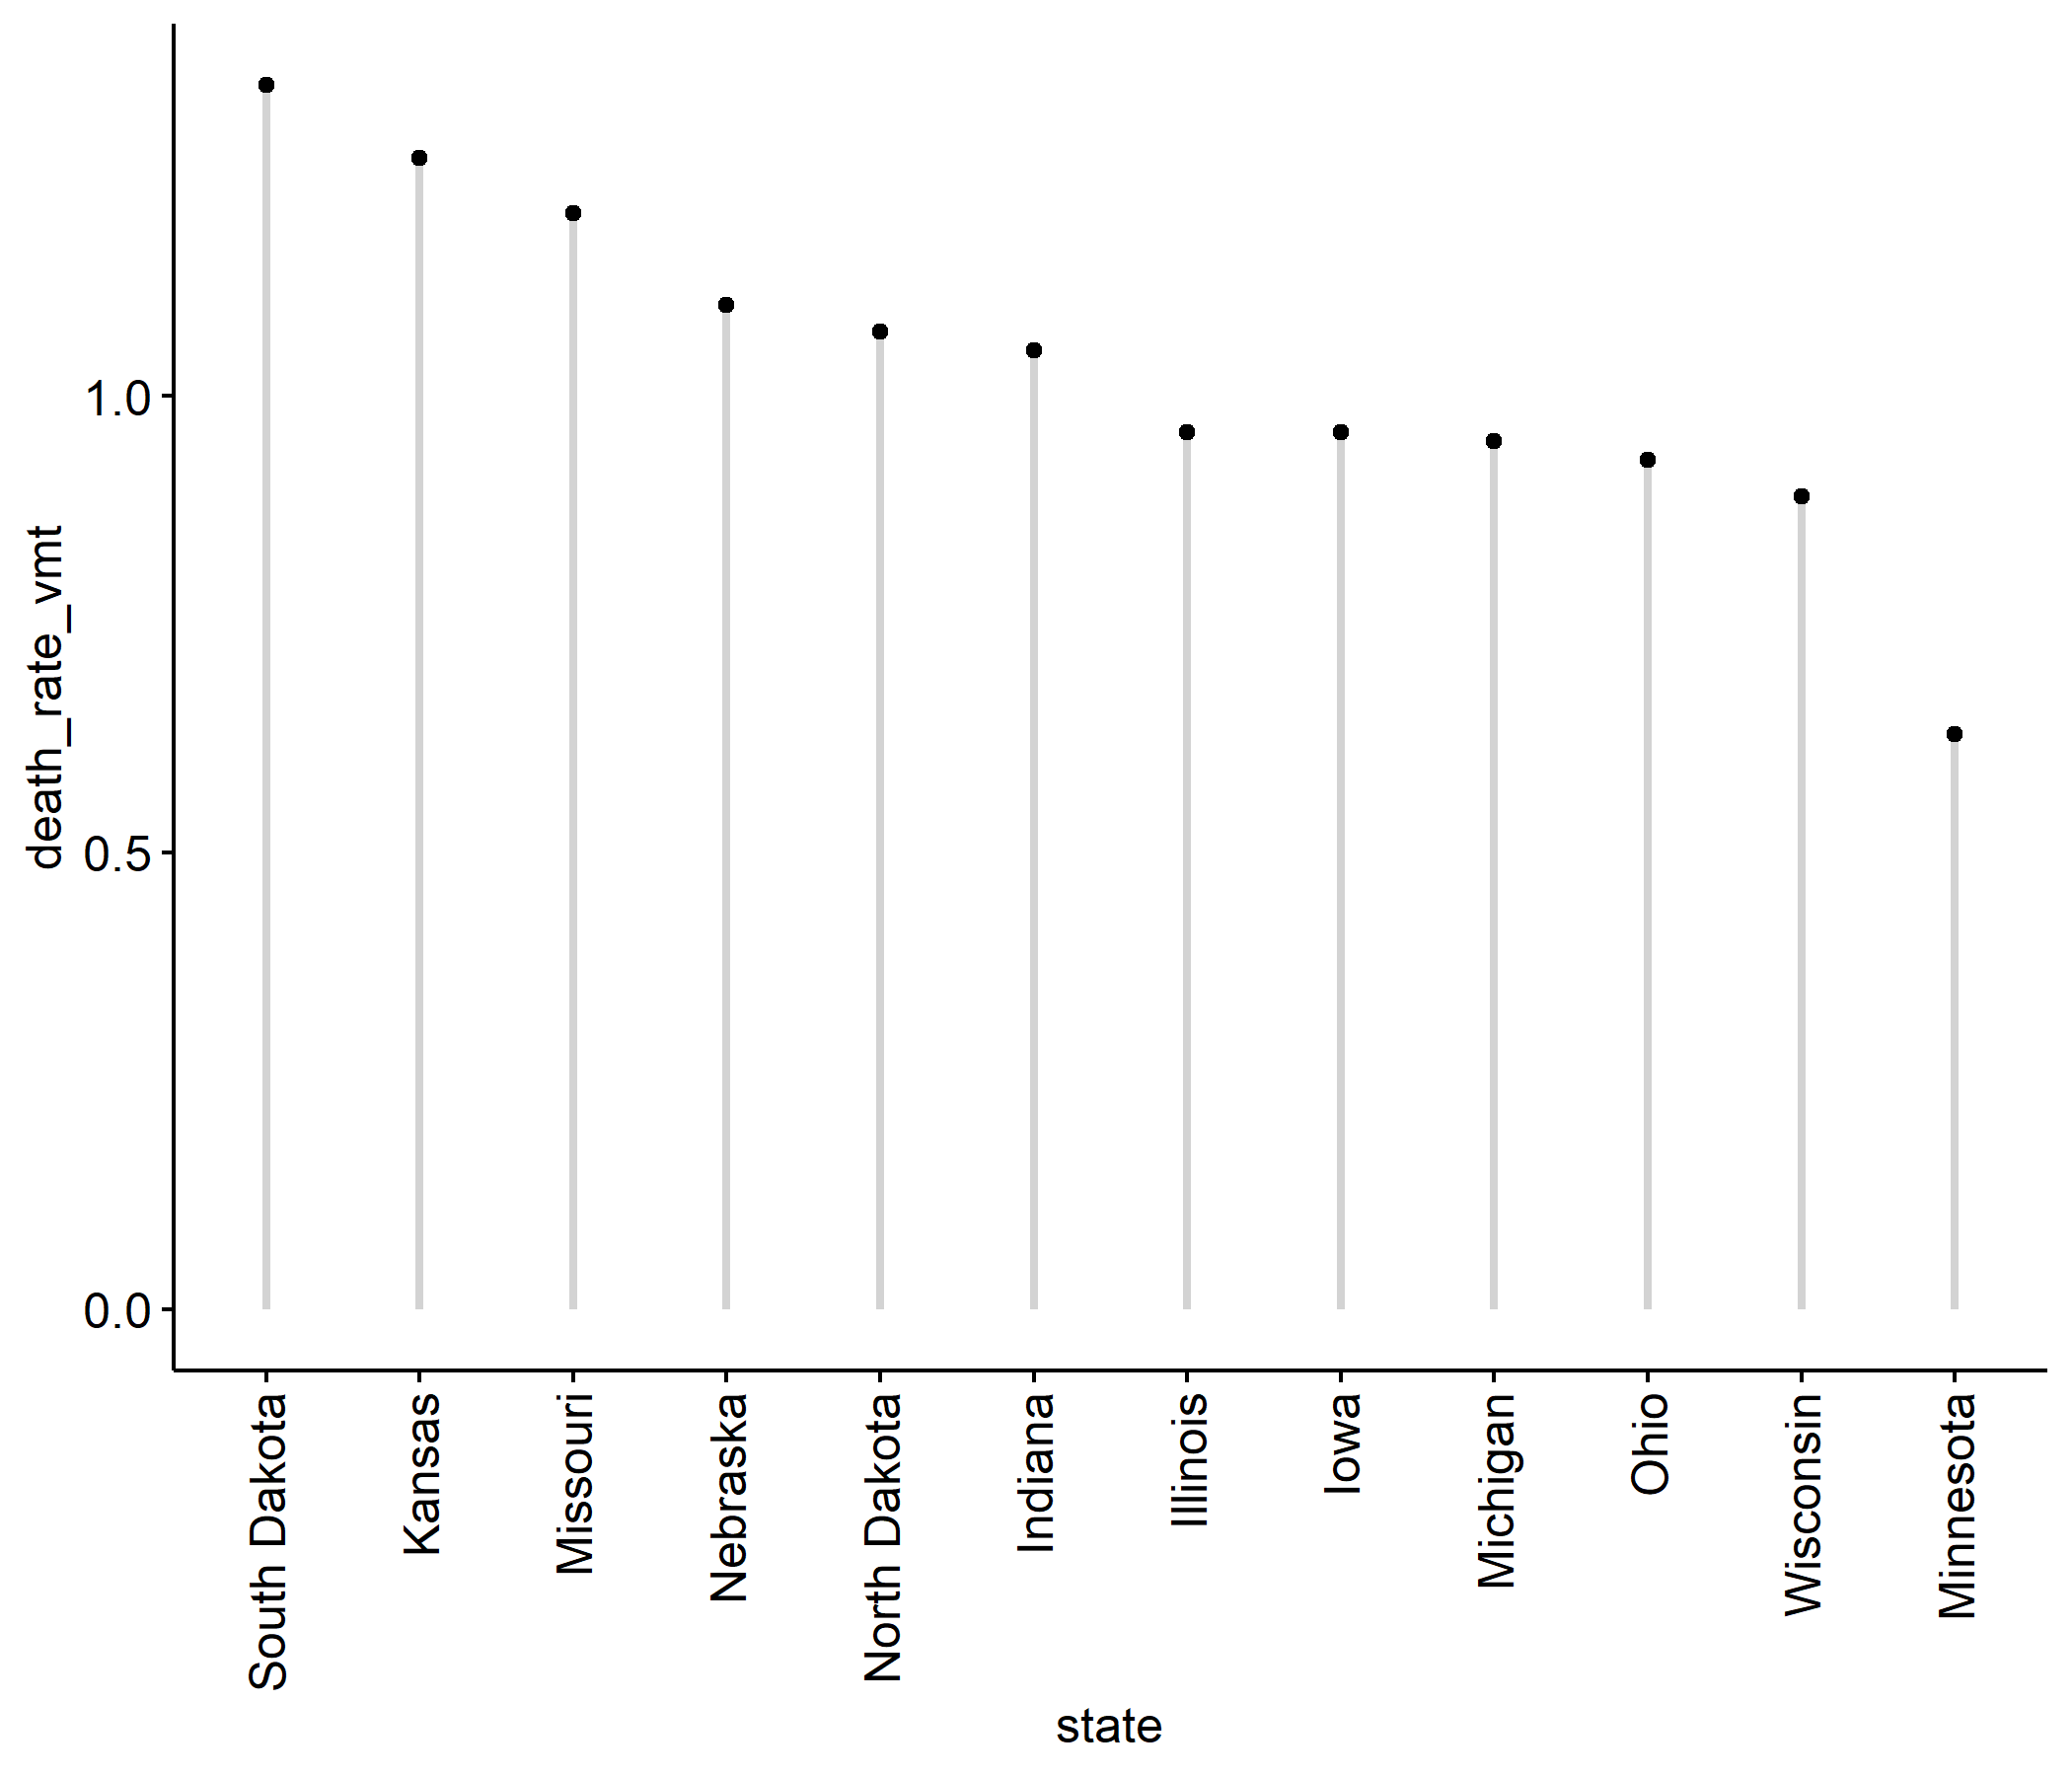 death_rate_vmt
1.0
0.5
0.0
South Dakota
Kansas
Missouri
Nebraska
North Dakota
Indiana
Illinois
Iowa
Michigan
Ohio
Wisconsin
Minnesota
state